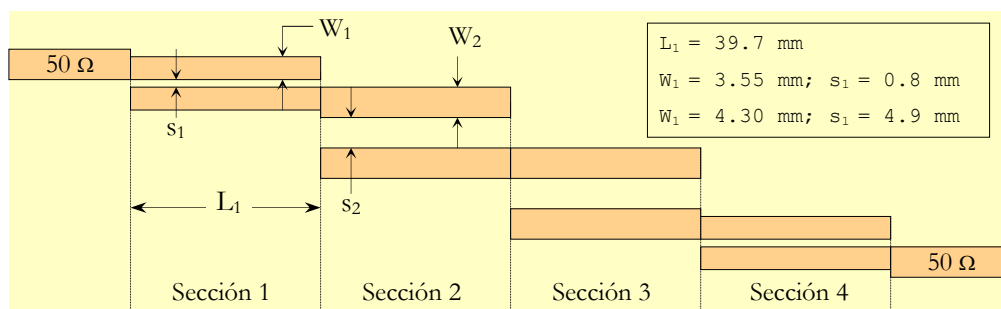 W₁
W₂
50 Ω
s₁
L₁
s₂
L₁ = 39.7 mm
W₁ = 3.55 mm; s₁ = 0.8 mm
W₁ = 4.30 mm; s₁ = 4.9 mm
50 Ω
Sección 1
Sección 2
Sección 3
Sección 4